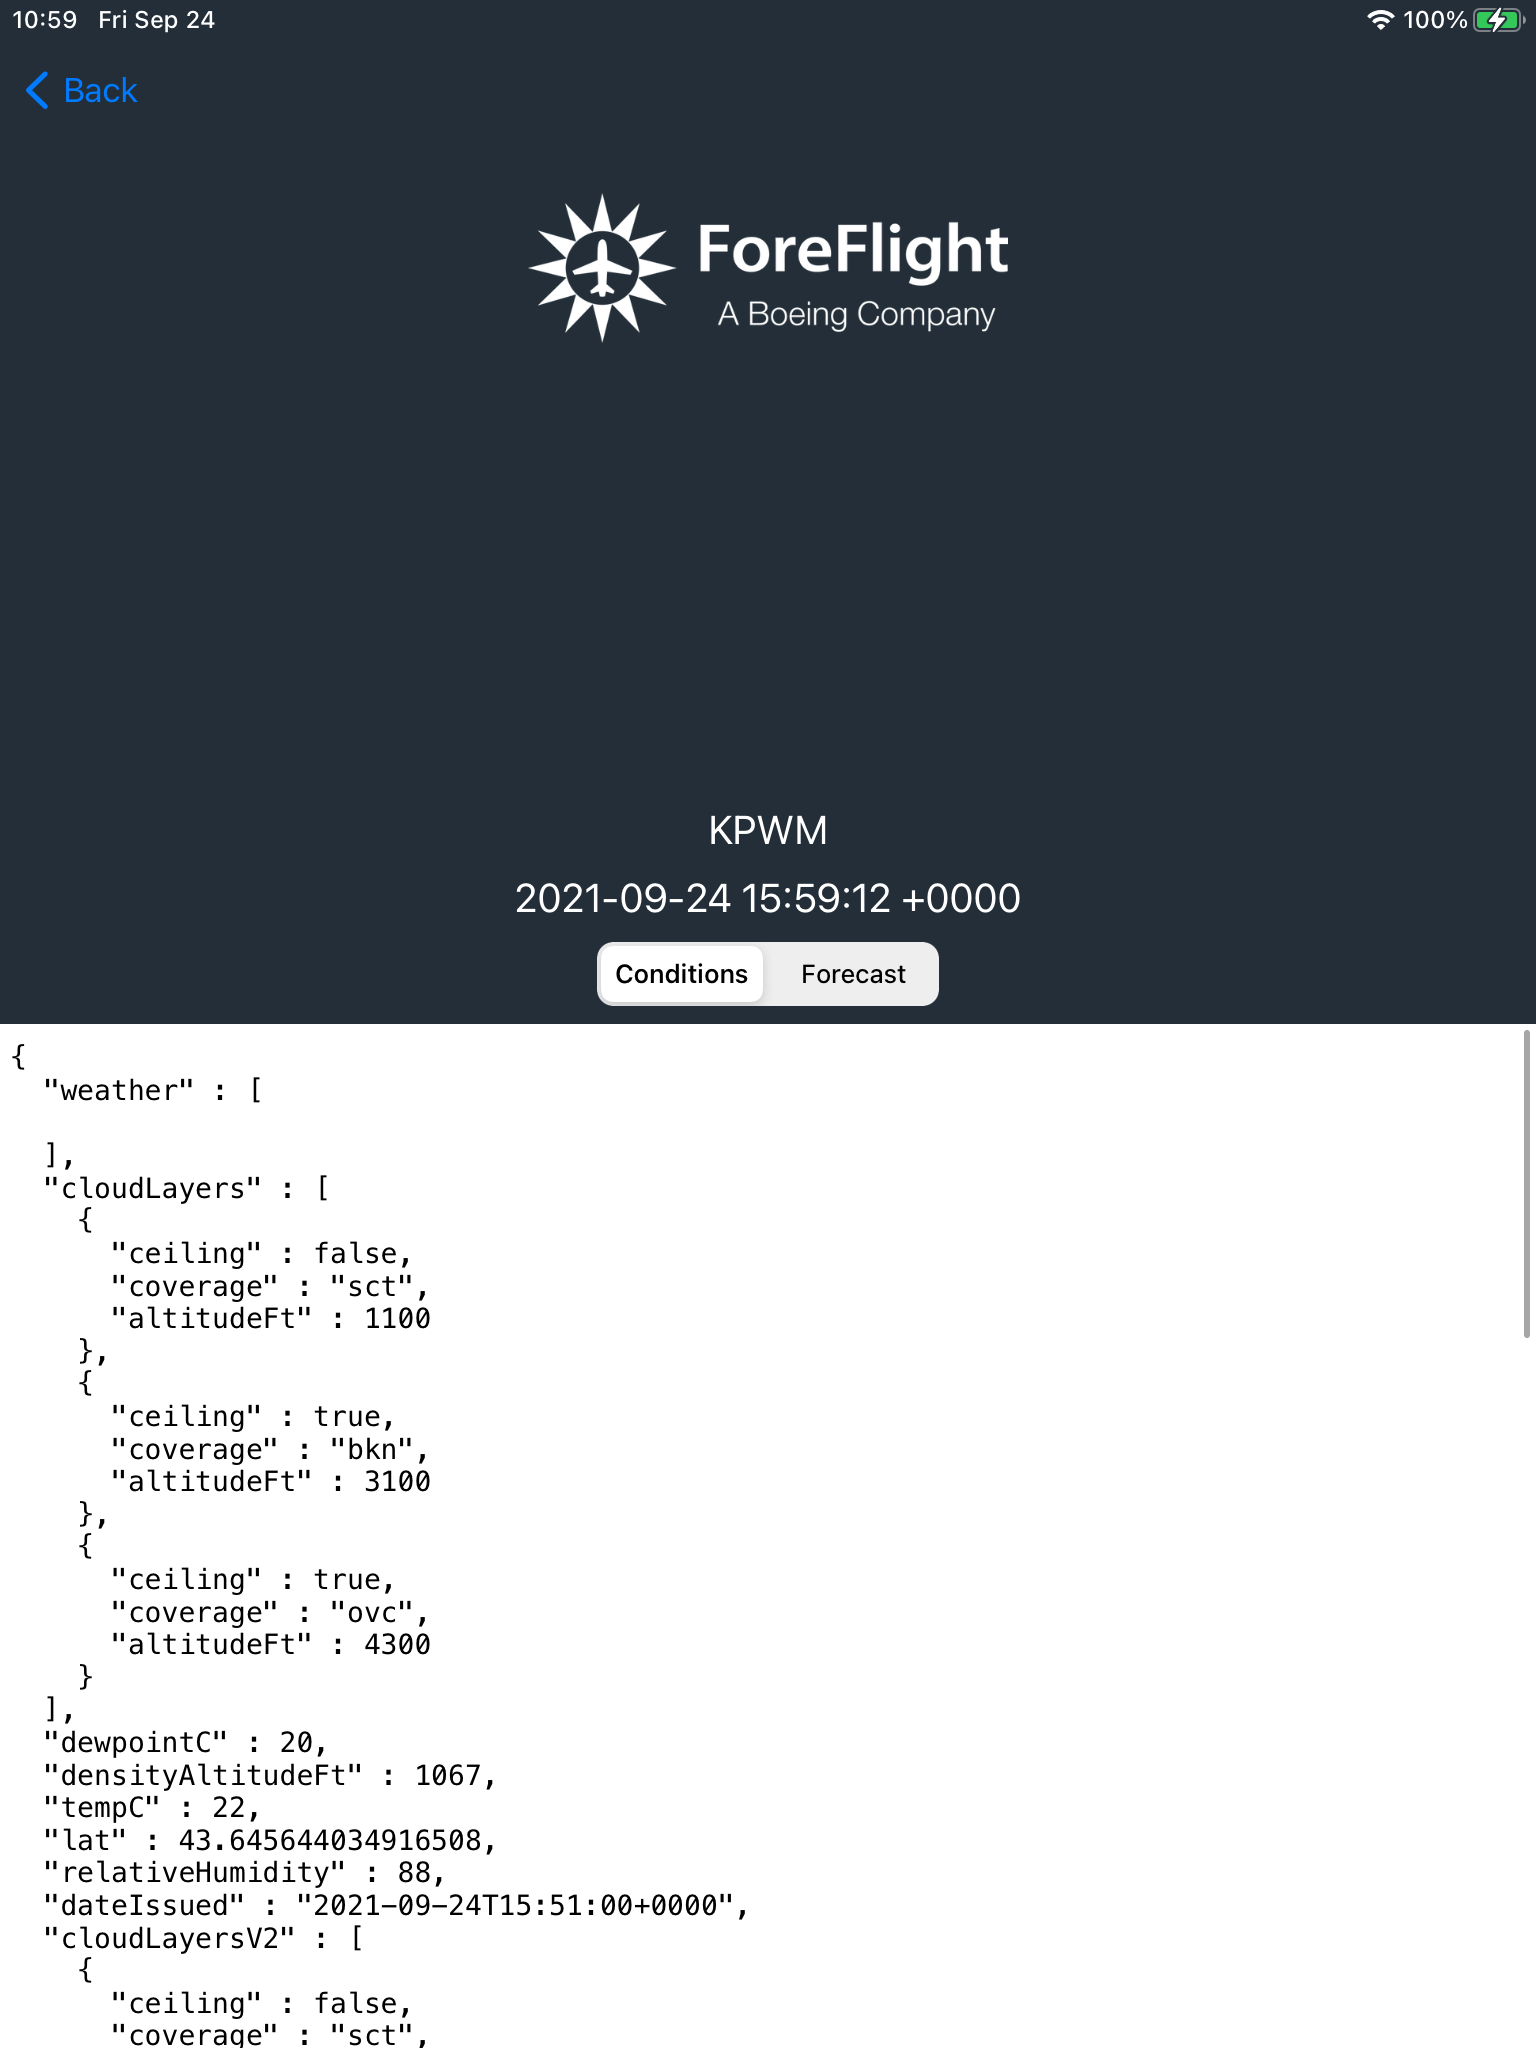 10:59 Fri Sep 24 100%
Back
ForeFlight
A Boeing Company
KPWM
2021-09-24 15:59:12 +0000
Conditions Forecast
{
  "weather" : [

  ],
  "cloudLayers" : [
    {
      "ceiling" : false,
      "coverage" : "sct",
      "altitudeFt" : 1100
    },
    {
      "ceiling" : true,
      "coverage" : "bkn",
      "altitudeFt" : 3100
    },
    {
      "ceiling" : true,
      "coverage" : "ovc",
      "altitudeFt" : 4300
    }
  ],
  "dewpointC" : 20,
  "densityAltitudeFt" : 1067,
  "tempC" : 22,
  "lat" : 43.645644034916508,
  "relativeHumidity" : 88,
  "dateIssued" : "2021-09-24T15:51:00+0000",
  "cloudLayersV2" : [
    {
      "ceiling" : false,
      "coverage" : "sct",